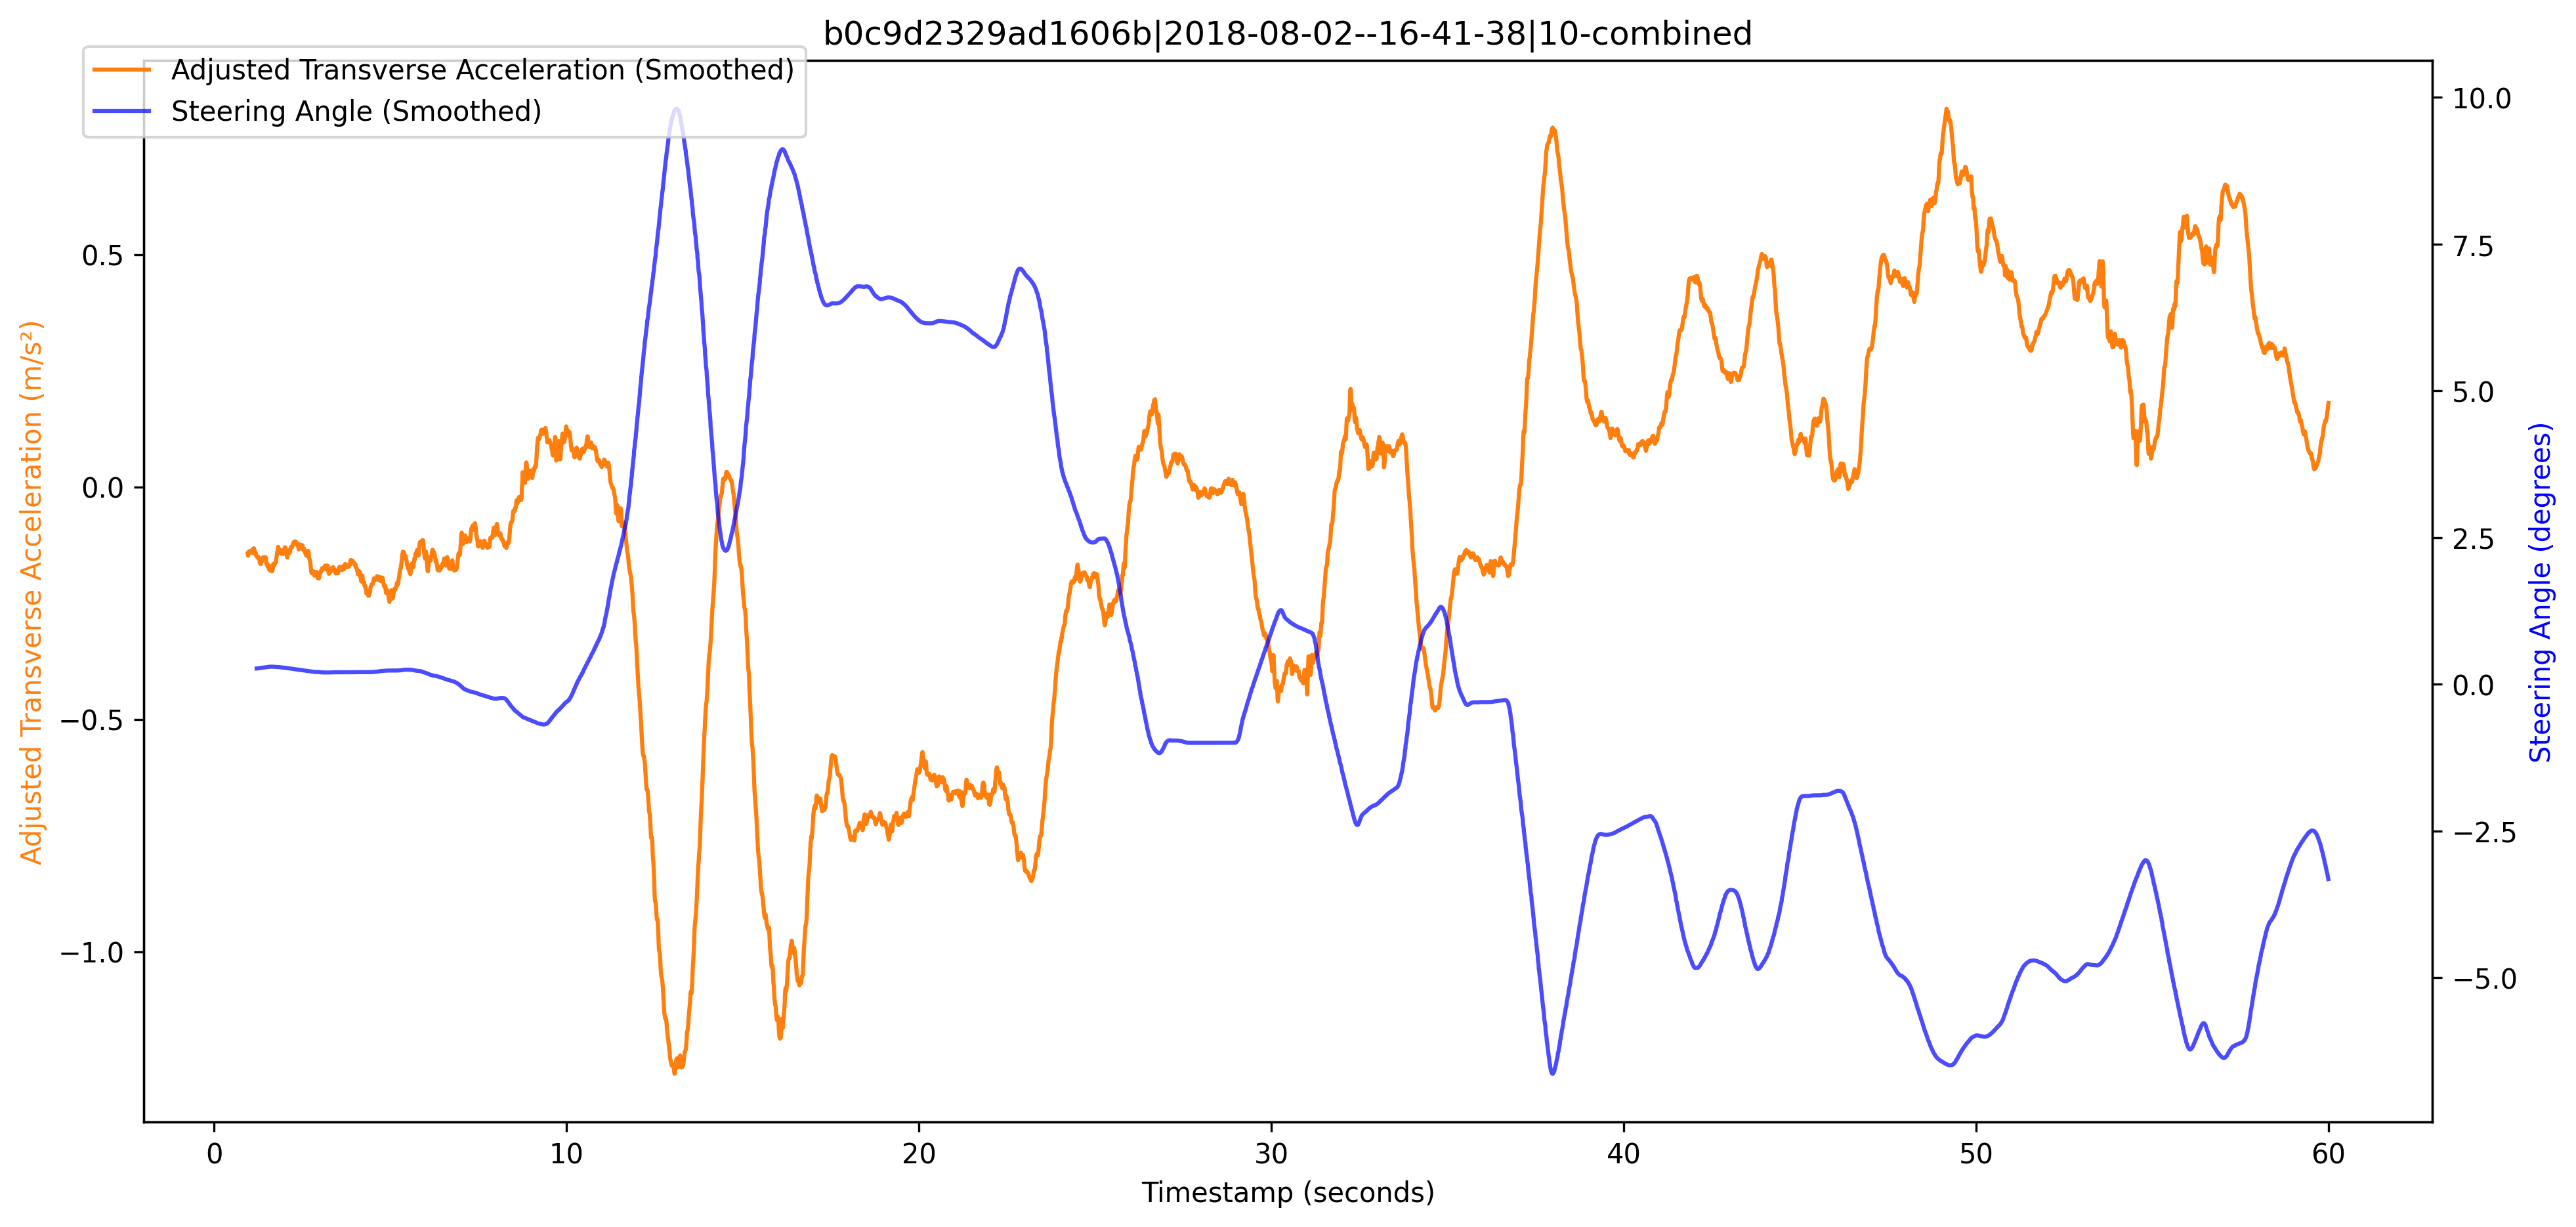 b0c9d2329ad1606b|2018-08-02--16-41-38|10-combined
Adjusted Transverse Acceleration (Smoothed)
Steering Angle (Smoothed)
Adjusted Transverse Acceleration (m/s²)
0.5
0.0
−0.5
−1.0
10.0
7.5
5.0
2.5
0.0
−2.5
−5.0
Steering Angle (degrees)
0 10 20 30 40 50 60
Timestamp (seconds)